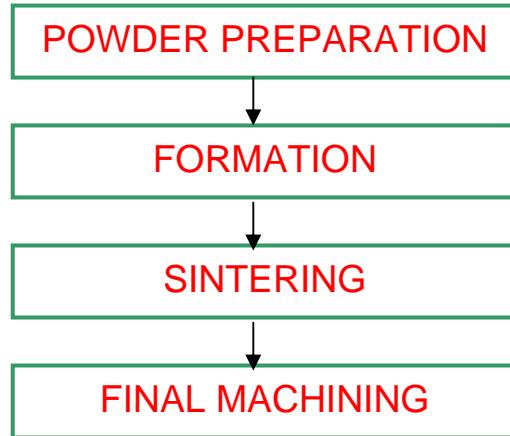 POWDER PREPARATION
FORMATION
SINTERING
FINAL MACHINING